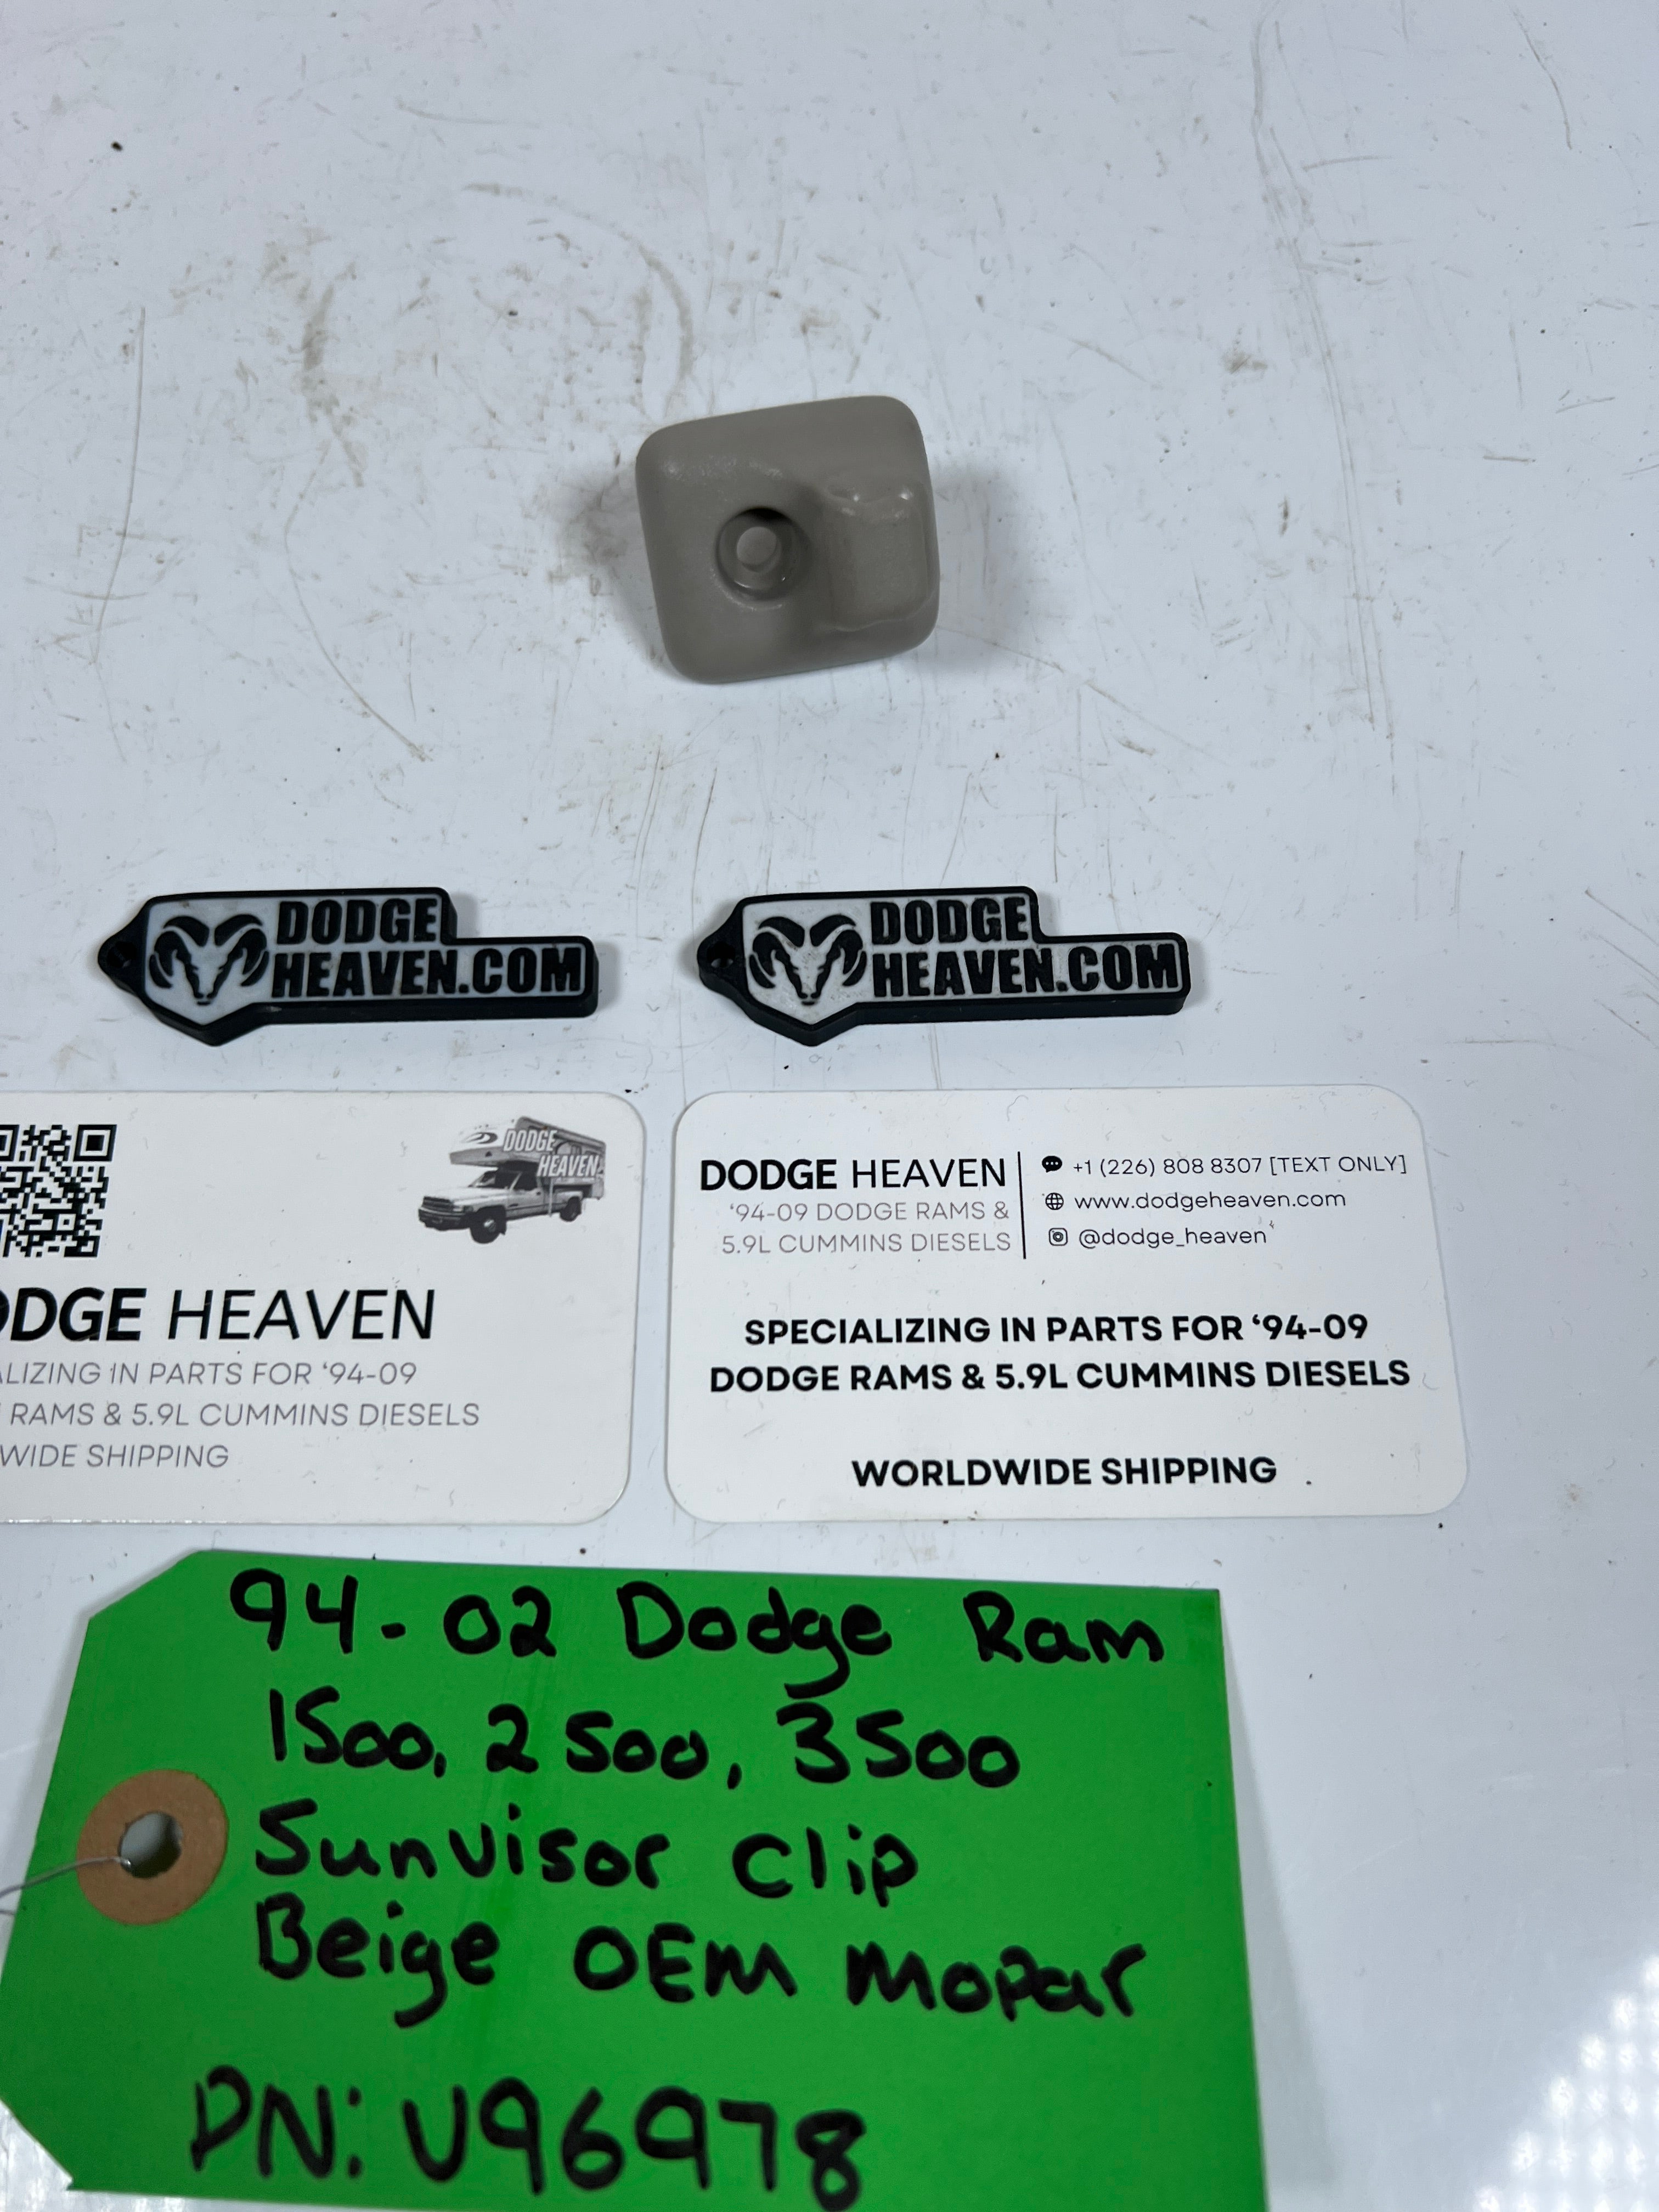 DODGE
HEAVEN.COM
DODGE
HEAVEN.COM
DODGE
HEAVEN
DODGE HEAVEN
LIZING IN PARTS FOR ‘94-09
RAMS & 5.9L CUMMINS DIESELS
WIDE SHIPPING
DODGE HEAVEN
‘94-09 DODGE RAMS &
5.9L CUMMINS DIESELS
+1 (226) 808 8307 [TEXT ONLY]
www.dodgeheaven.com
@dodge_heaven
SPECIALIZING IN PARTS FOR ‘94-09
DODGE RAMS & 5.9L CUMMINS DIESELS
WORLDWIDE SHIPPING
94-02 Dodge Ram
1500, 2500, 3500
Sunvisor Clip
Beige OEM Mopar
PN: U96978